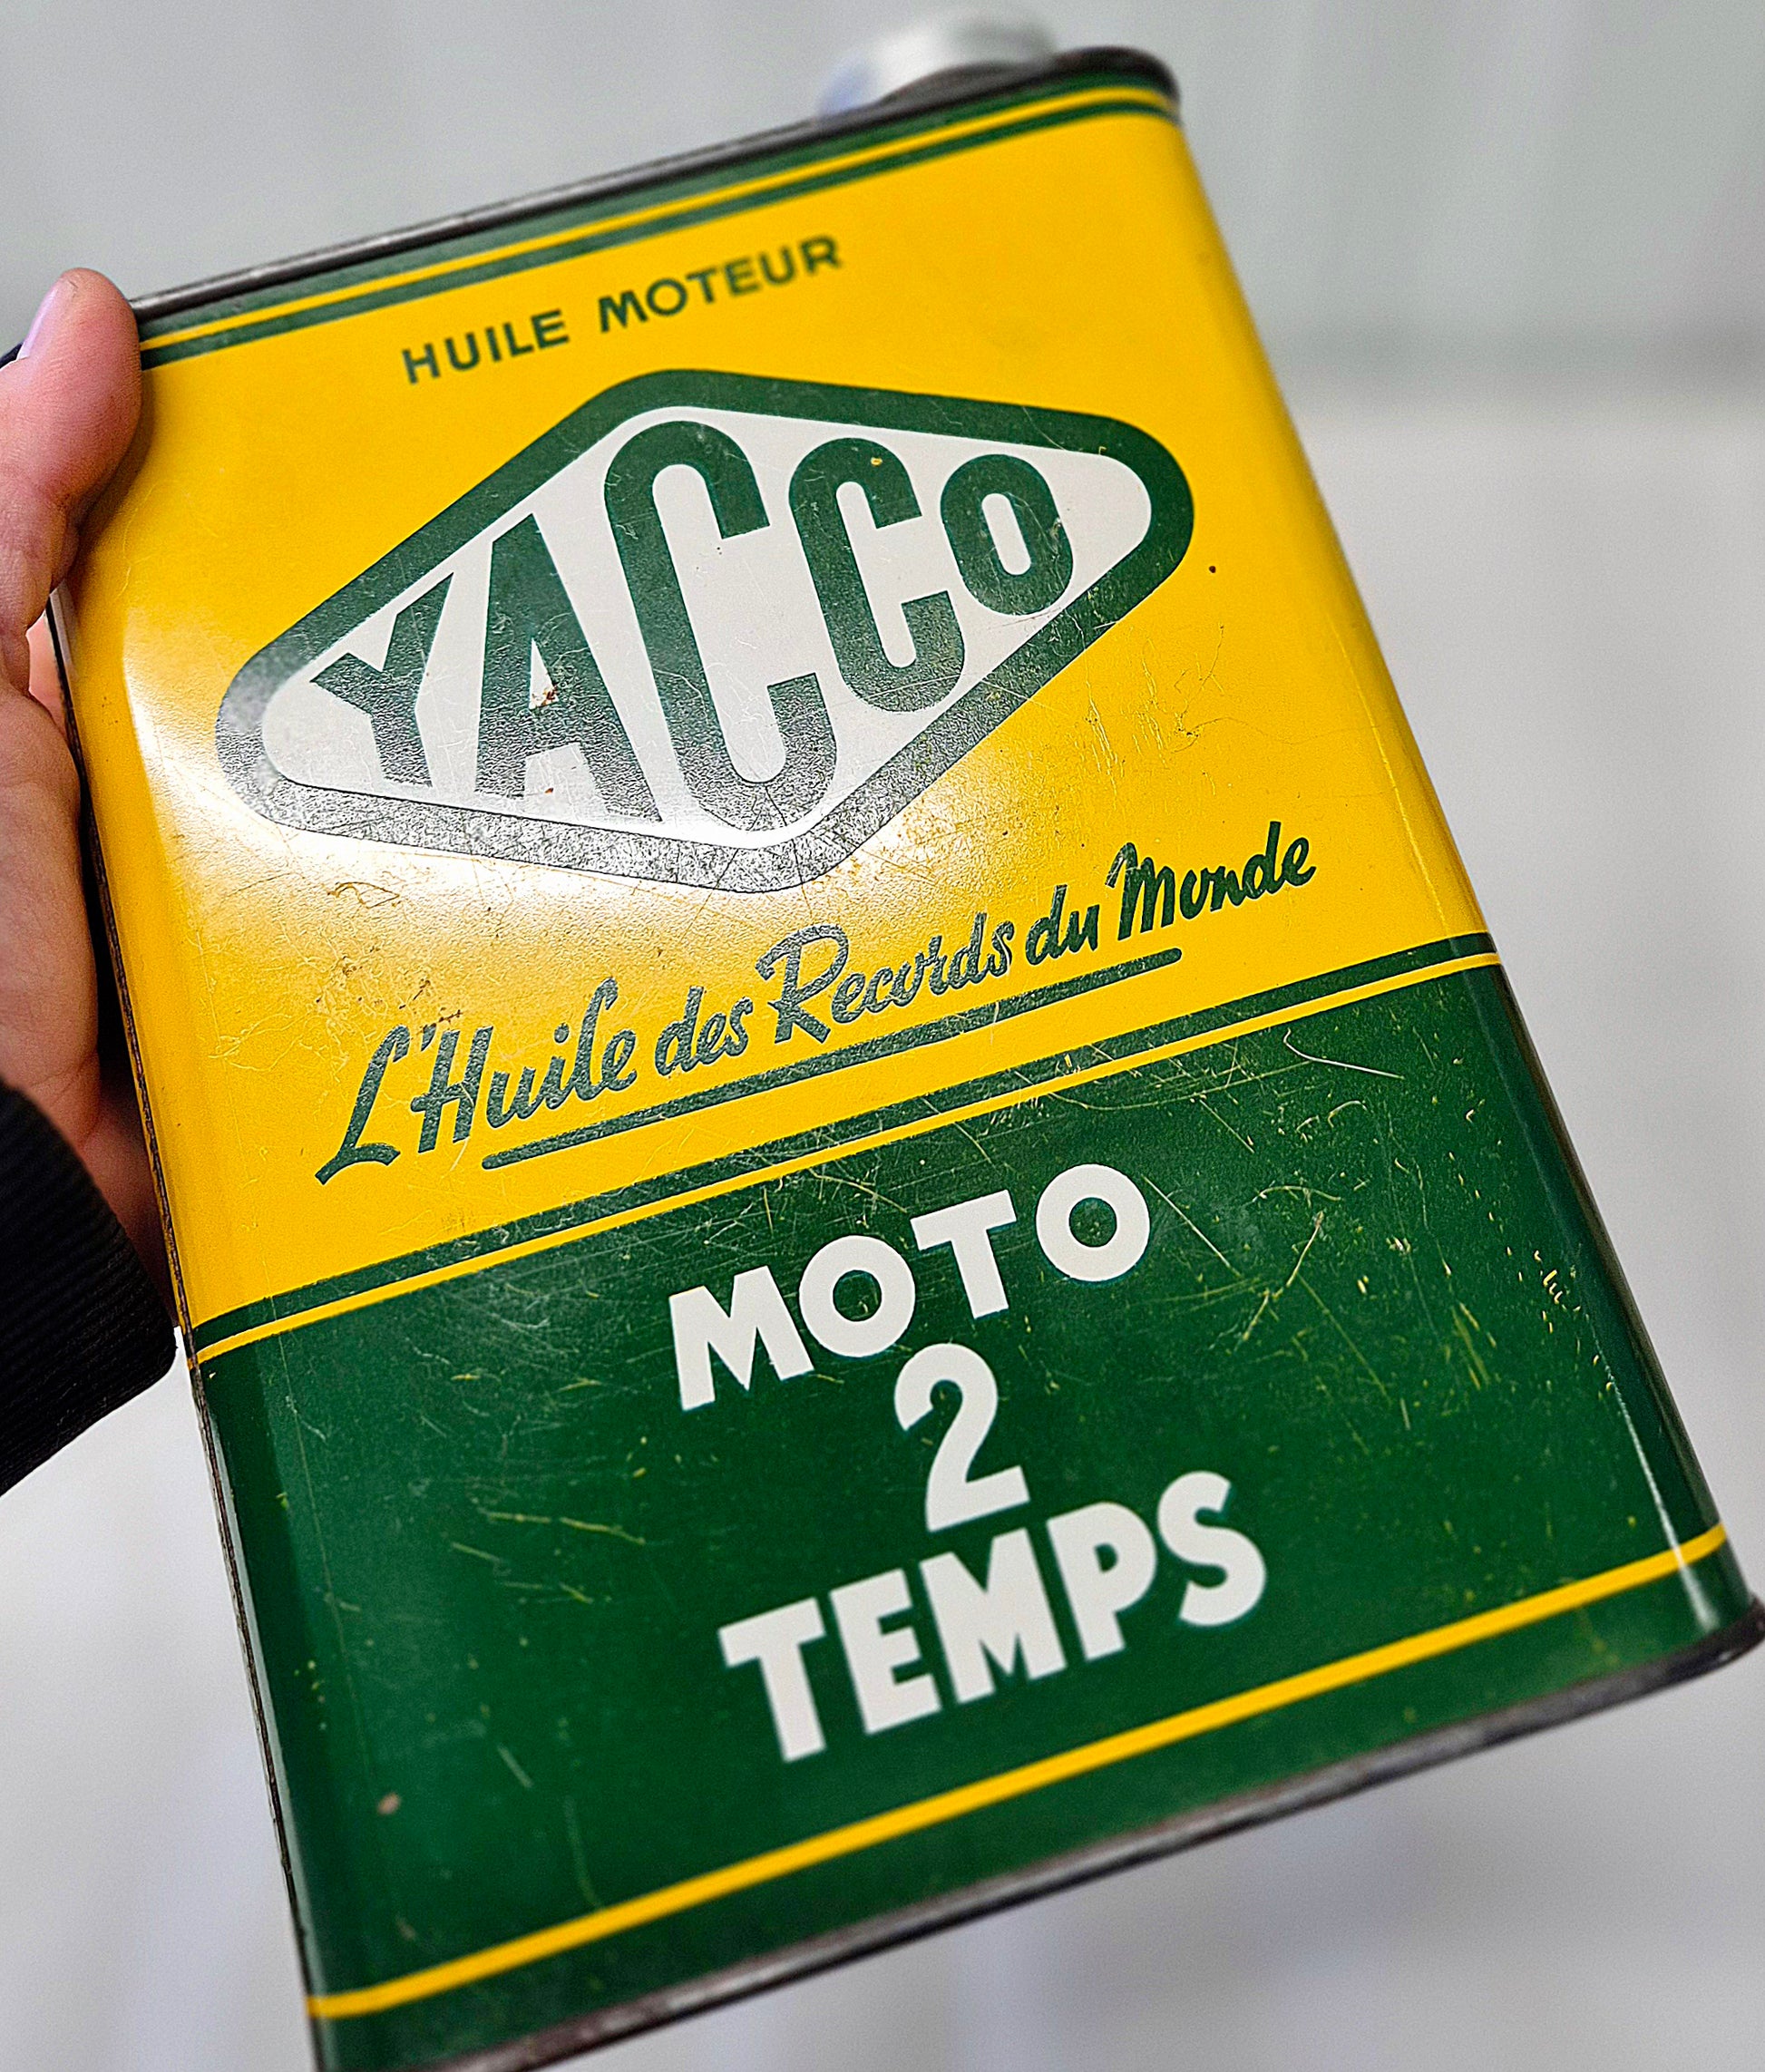 HUILE MOTEUR
YACCO
L'Huile des Records du Monde
MOTO
2
TEMPS